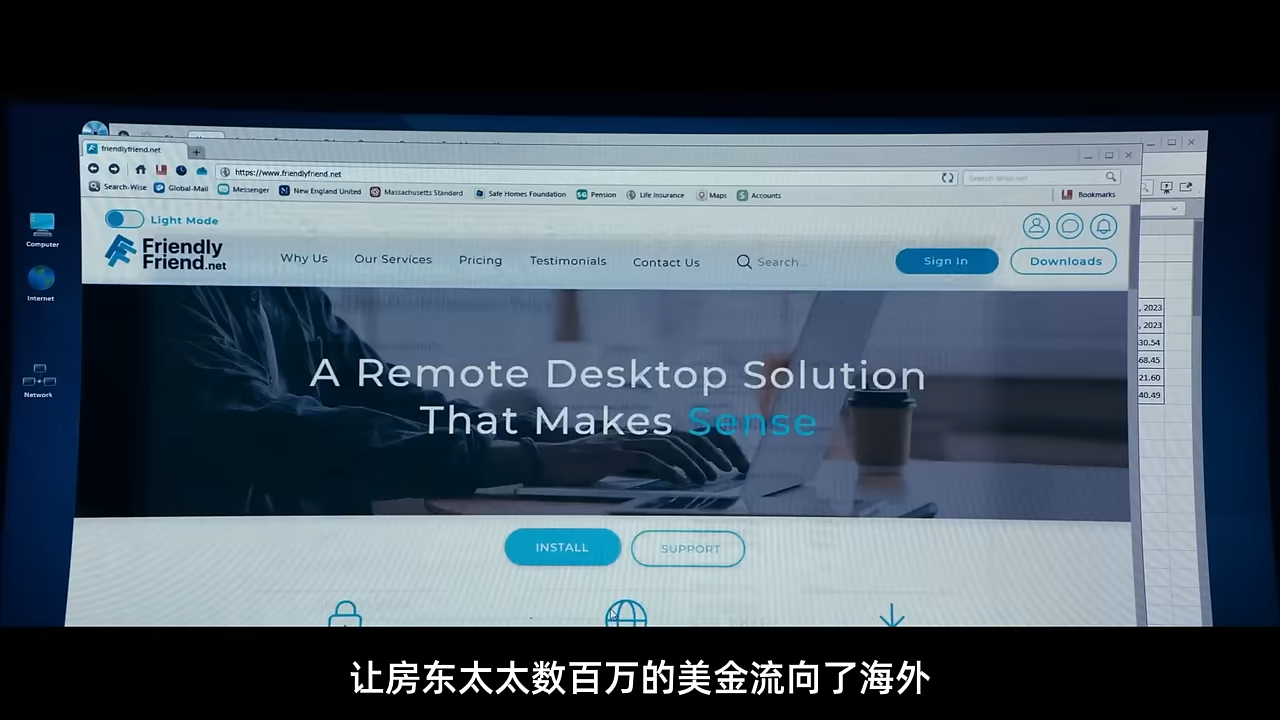 friendlyfriend.net
https://www.friendlyfriend.net
Search-Wise
Global-Mail
Messenger
New England United
Massachusetts Standard
Safe Homes Foundation
Pension
Life Insurance
Maps
Accounts
Bookmarks
Light Mode
Friendly
Friend.net
Why Us
Our Services
Pricing
Testimonials
Contact Us
Search...
Sign In
Downloads
Computer
Internet
Network
, 2023
, 2023
30.54
68.45
21.60
40.49
A Remote Desktop Solution
That Makes Sense
INSTALL
SUPPORT
让房东太太数百万的美金流向了海外